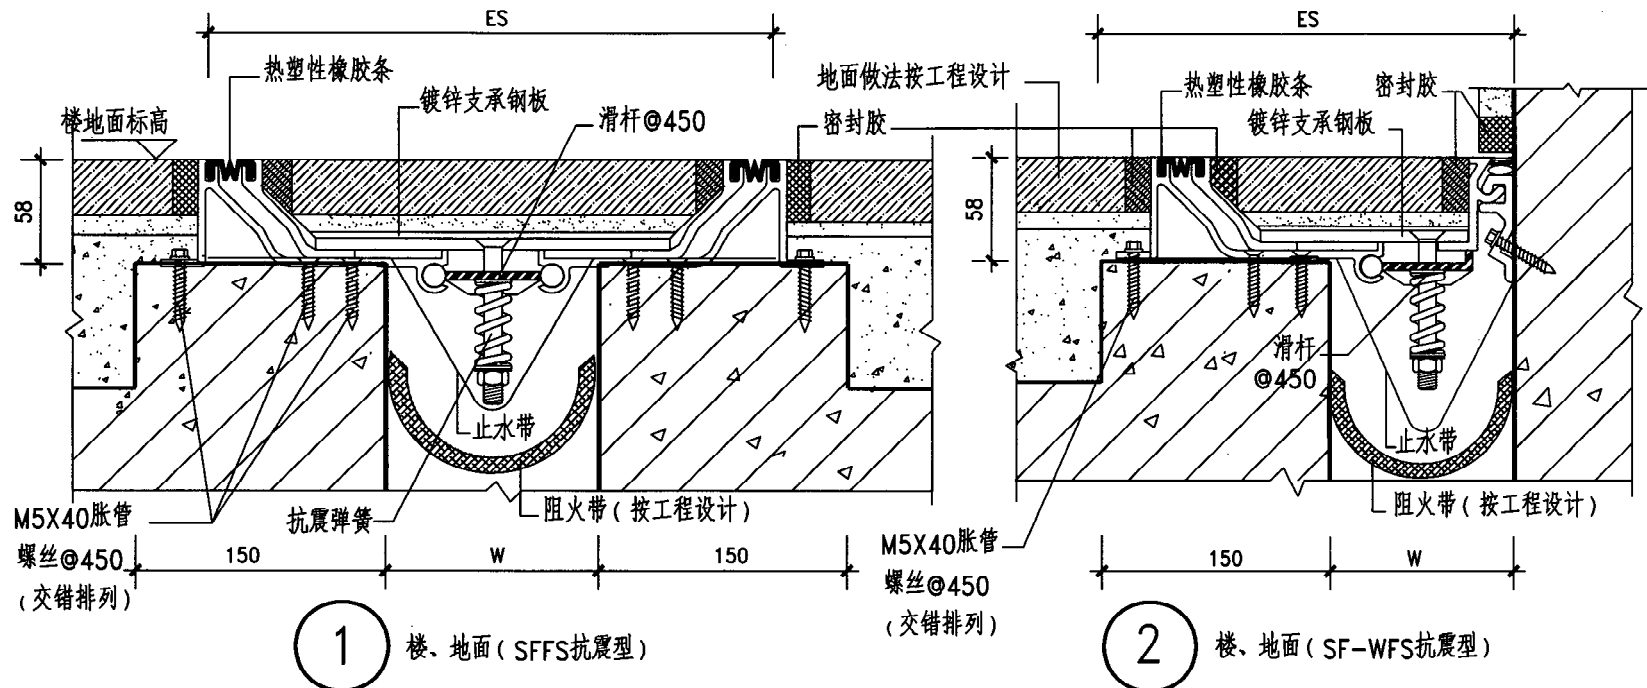 ES
ES
热塑性橡胶条
镀锌支承钢板
滑杆@450
密封胶
楼地面标高
58
地面做法按工程设计
热塑性橡胶条
镀锌支承钢板
密封胶
58
止水带
阻火带(按工程设计)
抗震弹簧
M5X40胀管
螺丝@450
(交错排列)
150
W
150
滑杆
@450
止水带
阻火带(按工程设计)
M5X40胀管
螺丝@450
(交错排列)
150
W
1
楼、地面(SFFS抗震型)
2
楼、地面(SF-WFS抗震型)